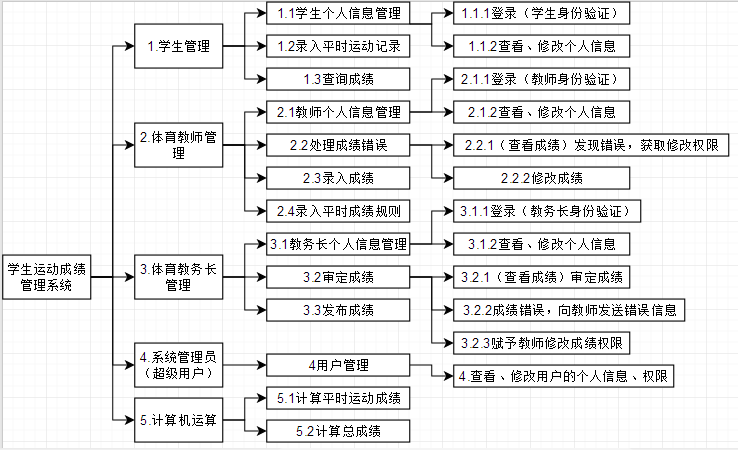 学生运动成绩
管理系统
1.学生管理
1.1学生个人信息管理
1.1.1登录（学生身份验证）
1.1.2查看、修改个人信息
1.2录入平时运动记录
1.3查询成绩
2.体育教师管
理
2.1教师个人信息管理
2.1.1登录（教师身份验证）
2.1.2查看、修改个人信息
2.2处理成绩错误
2.2.1（查看成绩）发现错误，获取修改权限
2.2.2修改成绩
2.3录入成绩
2.4录入平时成绩规则
3.体育教务长
管理
3.1教务长个人信息管理
3.1.1登录（教务长身份验证）
3.1.2查看、修改个人信息
3.2审定成绩
3.2.1（查看成绩）审定成绩
3.2.2成绩错误，向教师发送错误信息
3.2.3赋予教师修改成绩权限
3.3发布成绩
4.系统管理员
（超级用户）
4用户管理
4.查看、修改用户的个人信息、权限
5.计算机运算
5.1计算平时运动成绩
5.2计算总成绩